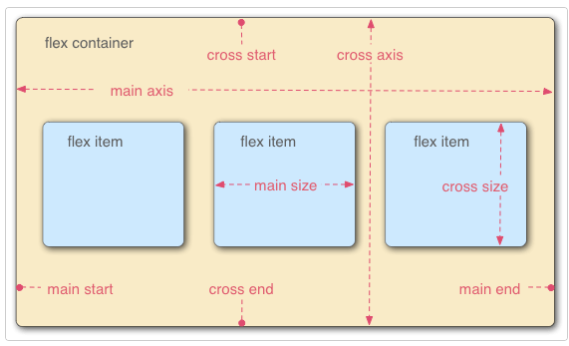 flex container
cross start
cross axis
main axis
flex item
flex item
flex item
main size
cross size
main start
cross end
main end